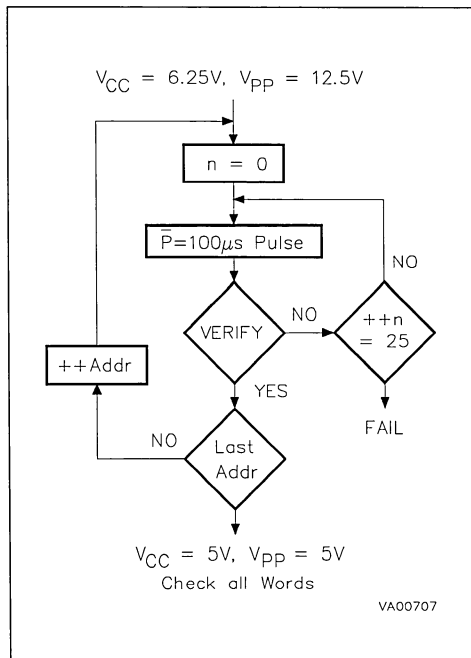 V_CC = 6.25V, V_PP = 12.5V
n = 0
P̅=100μs Pulse
NO
VERIFY
NO
++n
= 25
++Addr
YES
FAIL
NO
Last
Addr
V_CC = 5V, V_PP = 5V
Check all Words
VA00707